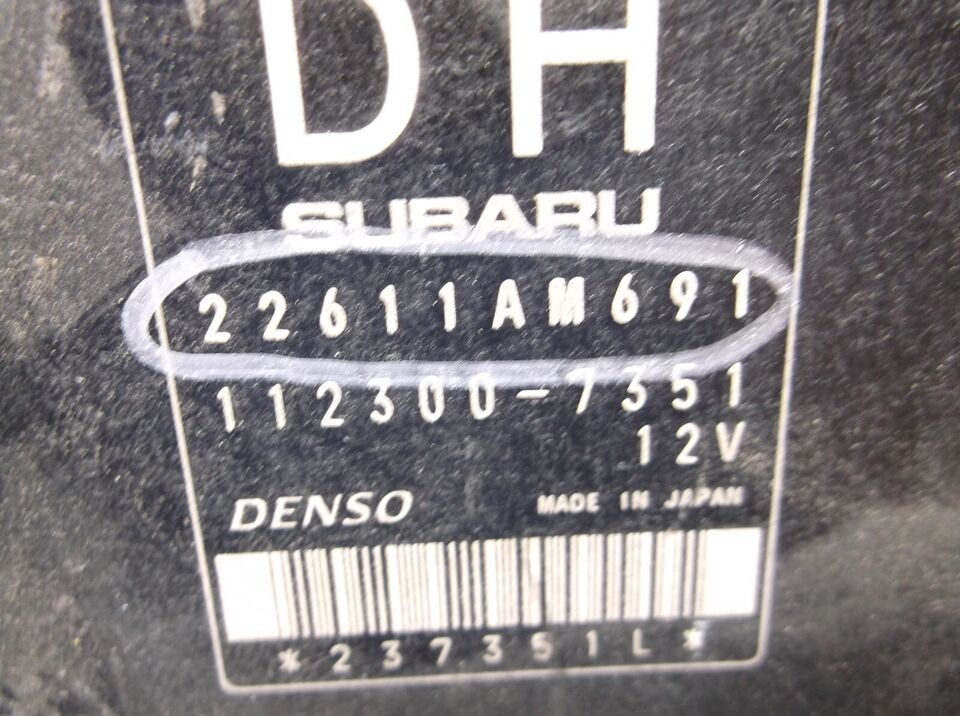 DH
SUBARU
22611AM691
112300-7351
12V
DENSO MADE IN JAPAN
*237351L*